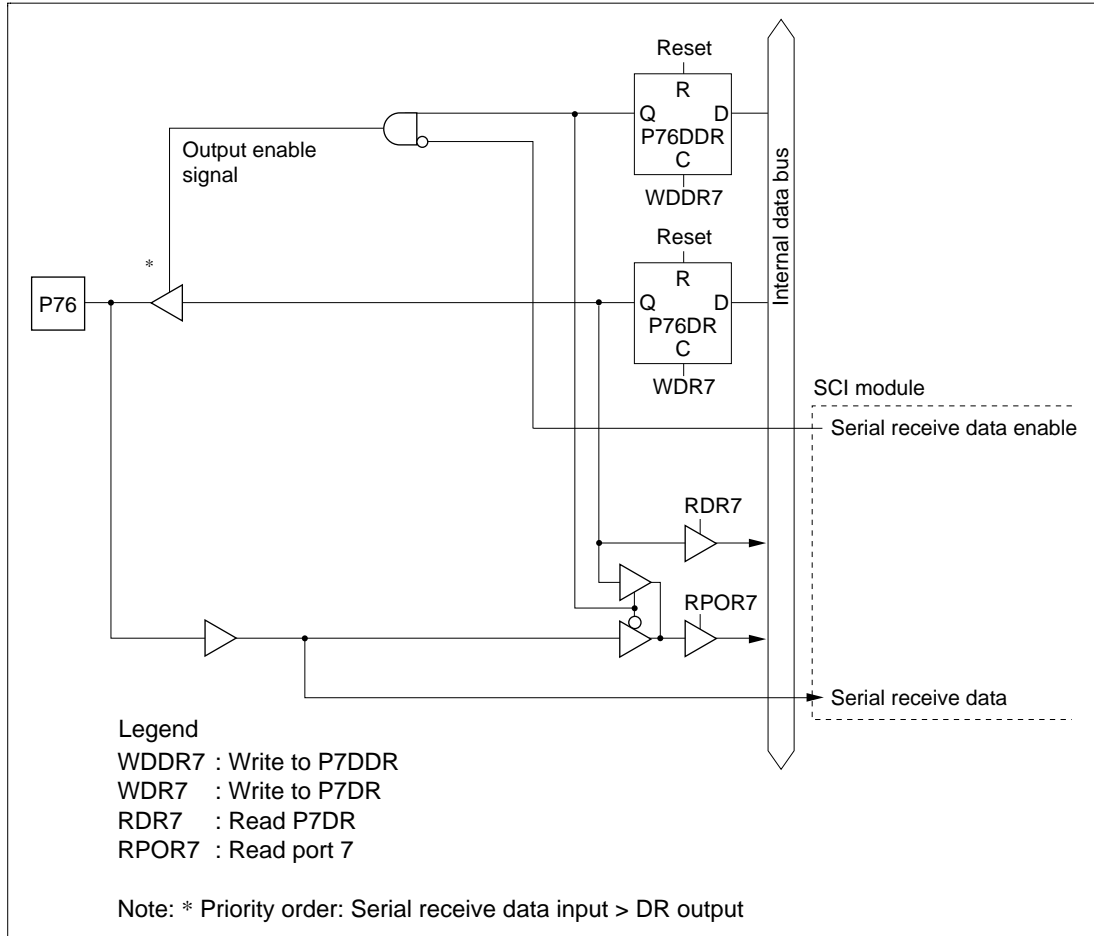 Reset
R
Q D
P76DDR
C
WDDR7
Output enable
signal
Internal data bus
*
Reset
R
P76
Q D
P76DR
C
WDR7
SCI module
Serial receive data enable
RDR7
RPOR7
Serial receive data
Legend
WDDR7 : Write to P7DDR
WDR7 : Write to P7DR
RDR7 : Read P7DR
RPOR7 : Read port 7
Note: * Priority order: Serial receive data input > DR output